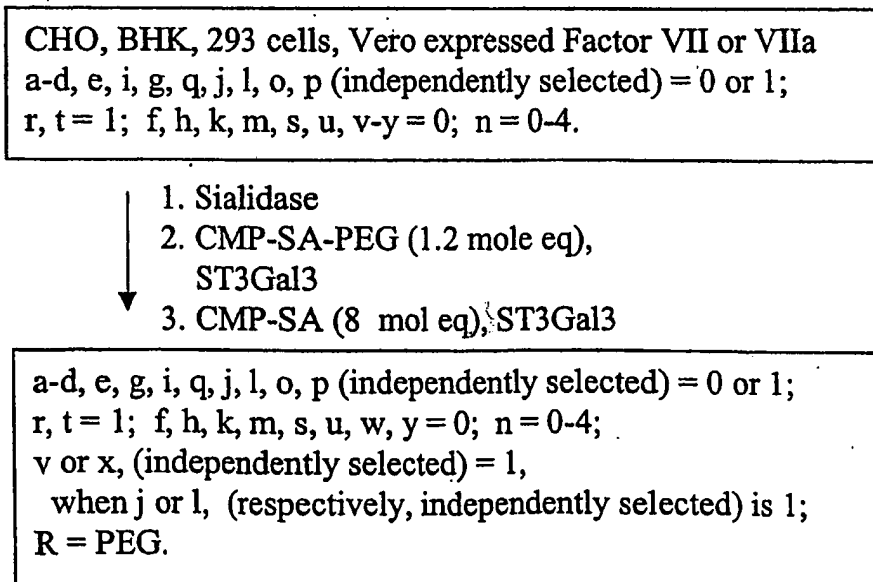 CHO, BHK, 293 cells, Vero expressed Factor VII or VIIa
a-d, e, i, g, q, j, l, o, p (independently selected) = 0 or 1;
r, t = 1; f, h, k, m, s, u, v-y = 0; n = 0-4.
1. Sialidase
2. CMP-SA-PEG (1.2 mole eq),
ST3Gal3
3. CMP-SA (8 mol eq), ST3Gal3
a-d, e, g, i, q, j, l, o, p (independently selected) = 0 or 1;
r, t = 1; f, h, k, m, s, u, w, y = 0; n = 0-4;
v or x, (independently selected) = 1,
when j or l, (respectively, independently selected) is 1;
R = PEG.